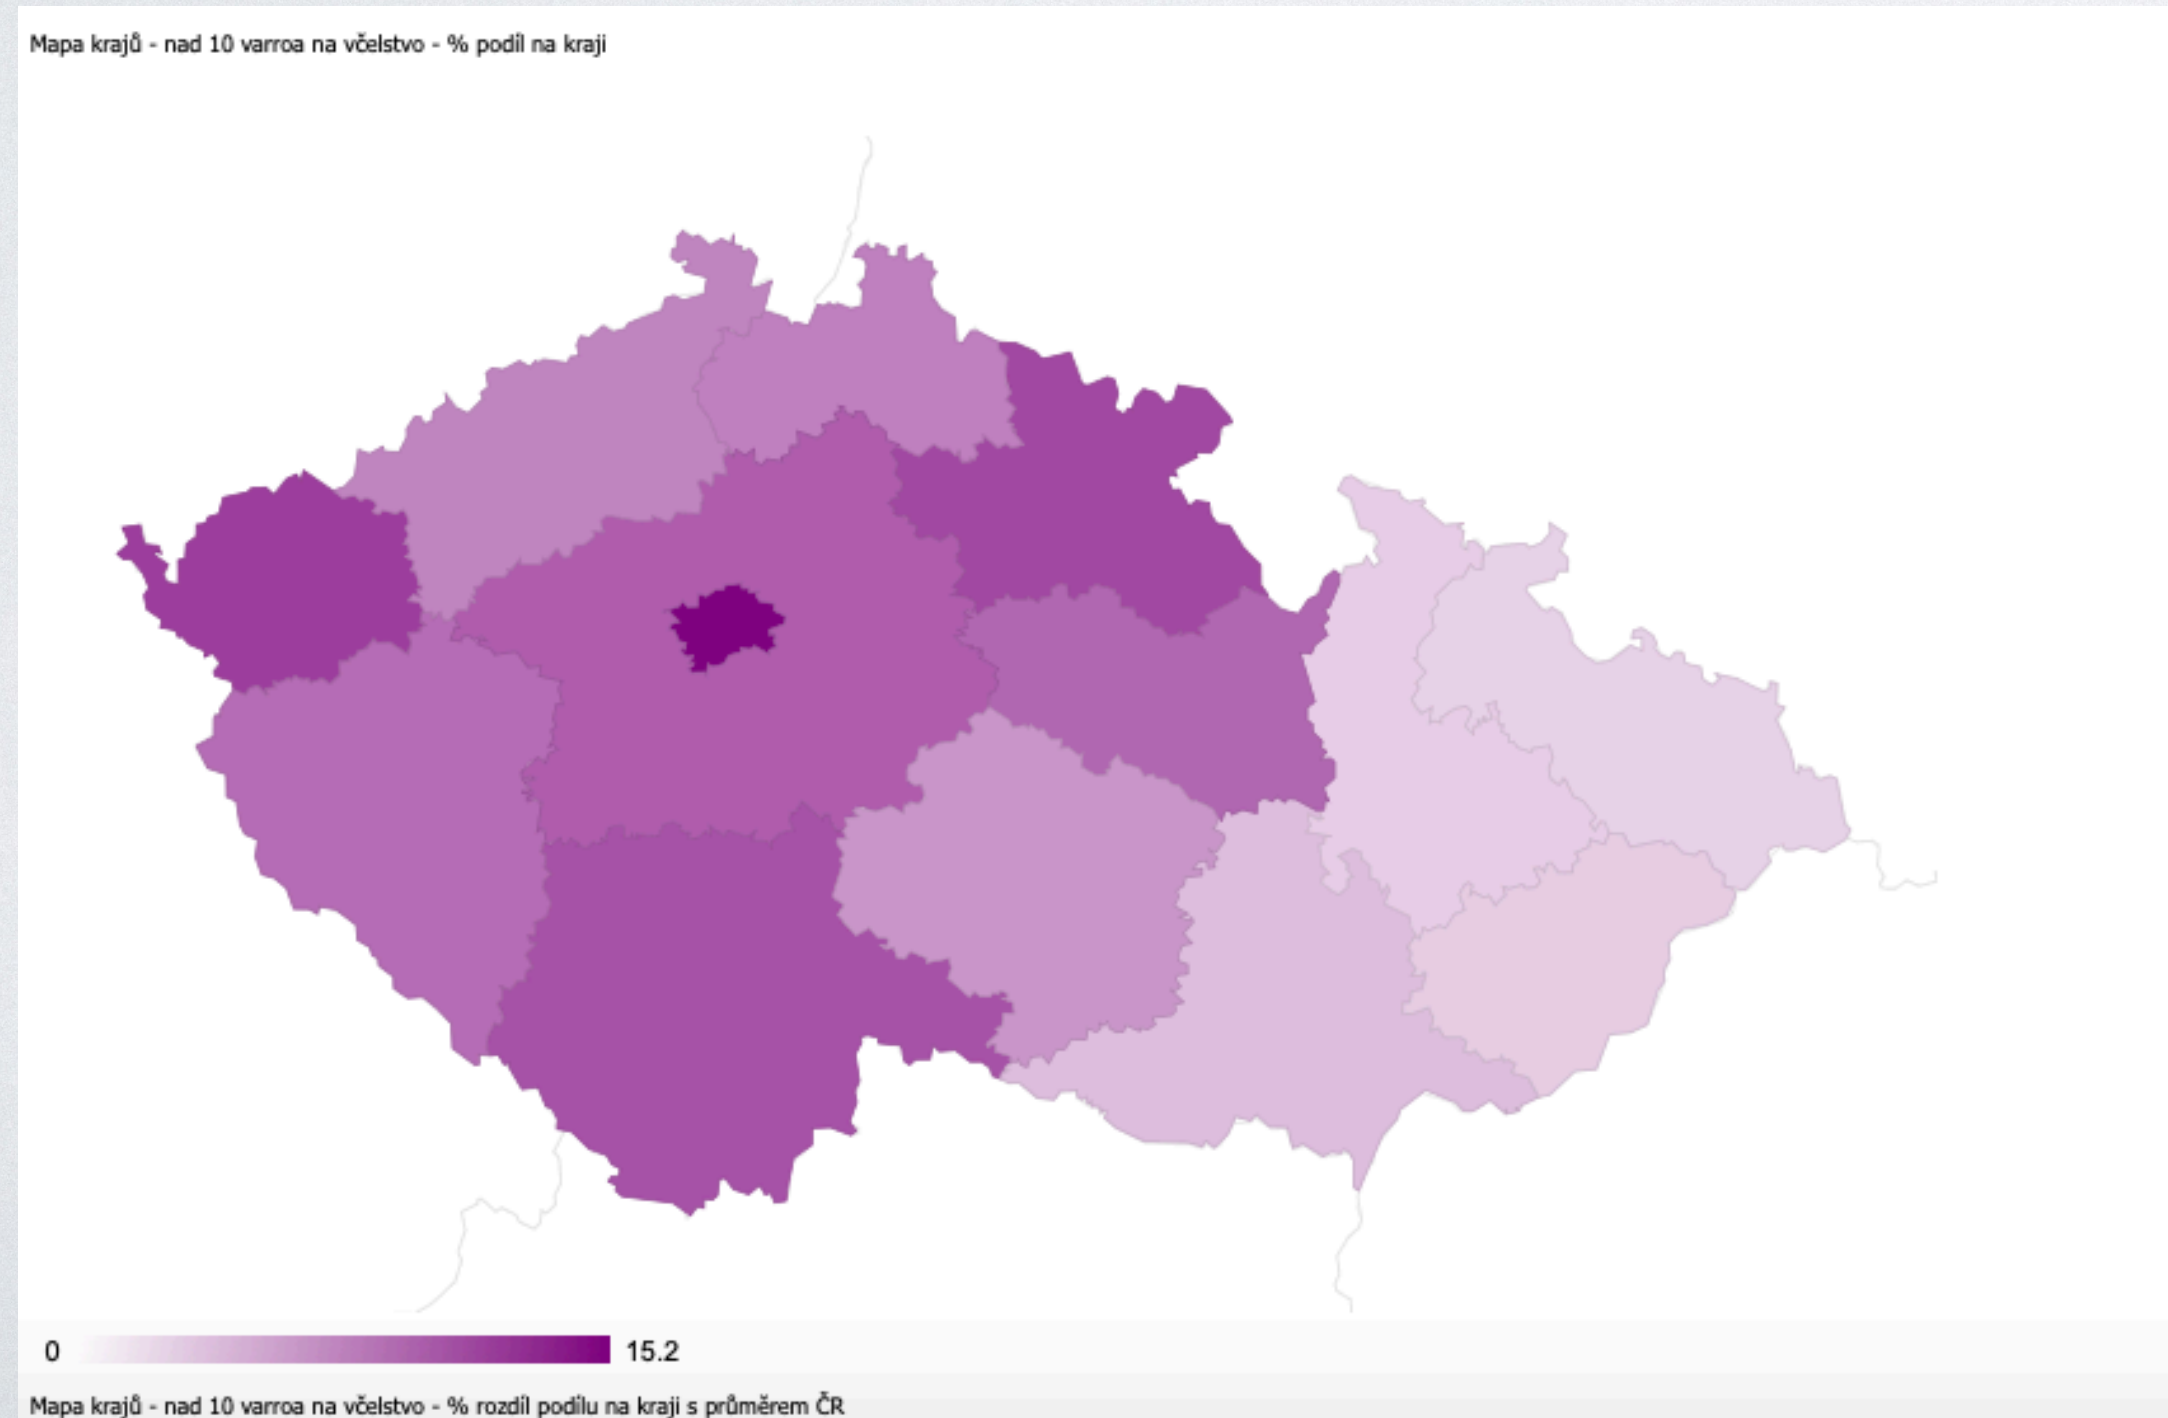 Mapa krajů - nad 10 varroa na včelstvo - % podíl na kraji
0 15.2
Mapa krajů - nad 10 varroa na včelstvo - % rozdíl podílu na kraji s průměrem ČR